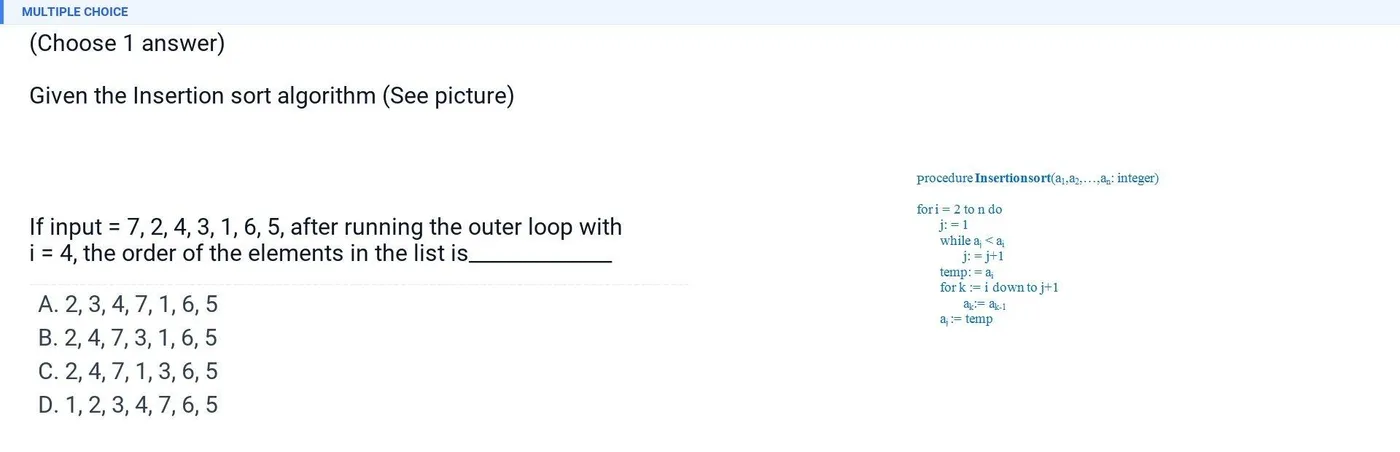 MULTIPLE CHOICE
(Choose 1 answer)
Given the Insertion sort algorithm (See picture)
If input = 7, 2, 4, 3, 1, 6, 5, after running the outer loop with
i = 4, the order of the elements in the list is____________
A. 2, 3, 4, 7, 1, 6, 5
B. 2, 4, 7, 3, 1, 6, 5
C. 2, 4, 7, 1, 3, 6, 5
D. 1, 2, 3, 4, 7, 6, 5
procedure Insertionsort(a₁,a₂,…,aₙ: integer)
for i = 2 to n do
j: = 1
while aⱼ < aᵢ
j: = j+1
temp: = aᵢ
for k := i down to j+1
aₖ:= aₖ₋₁
aⱼ := temp